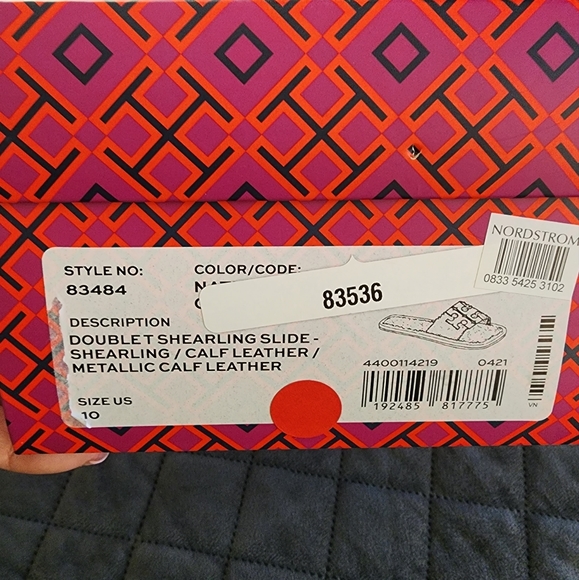 NORDSTROM
0833 5425 3102
STYLE NO:
83484
COLOR/CODE:
83536
DESCRIPTION
DOUBLE T SHEARLING SLIDE -
SHEARLING / CALF LEATHER /
METALLIC CALF LEATHER
SIZE US
10
4400114219 0421
192485 817775
VN